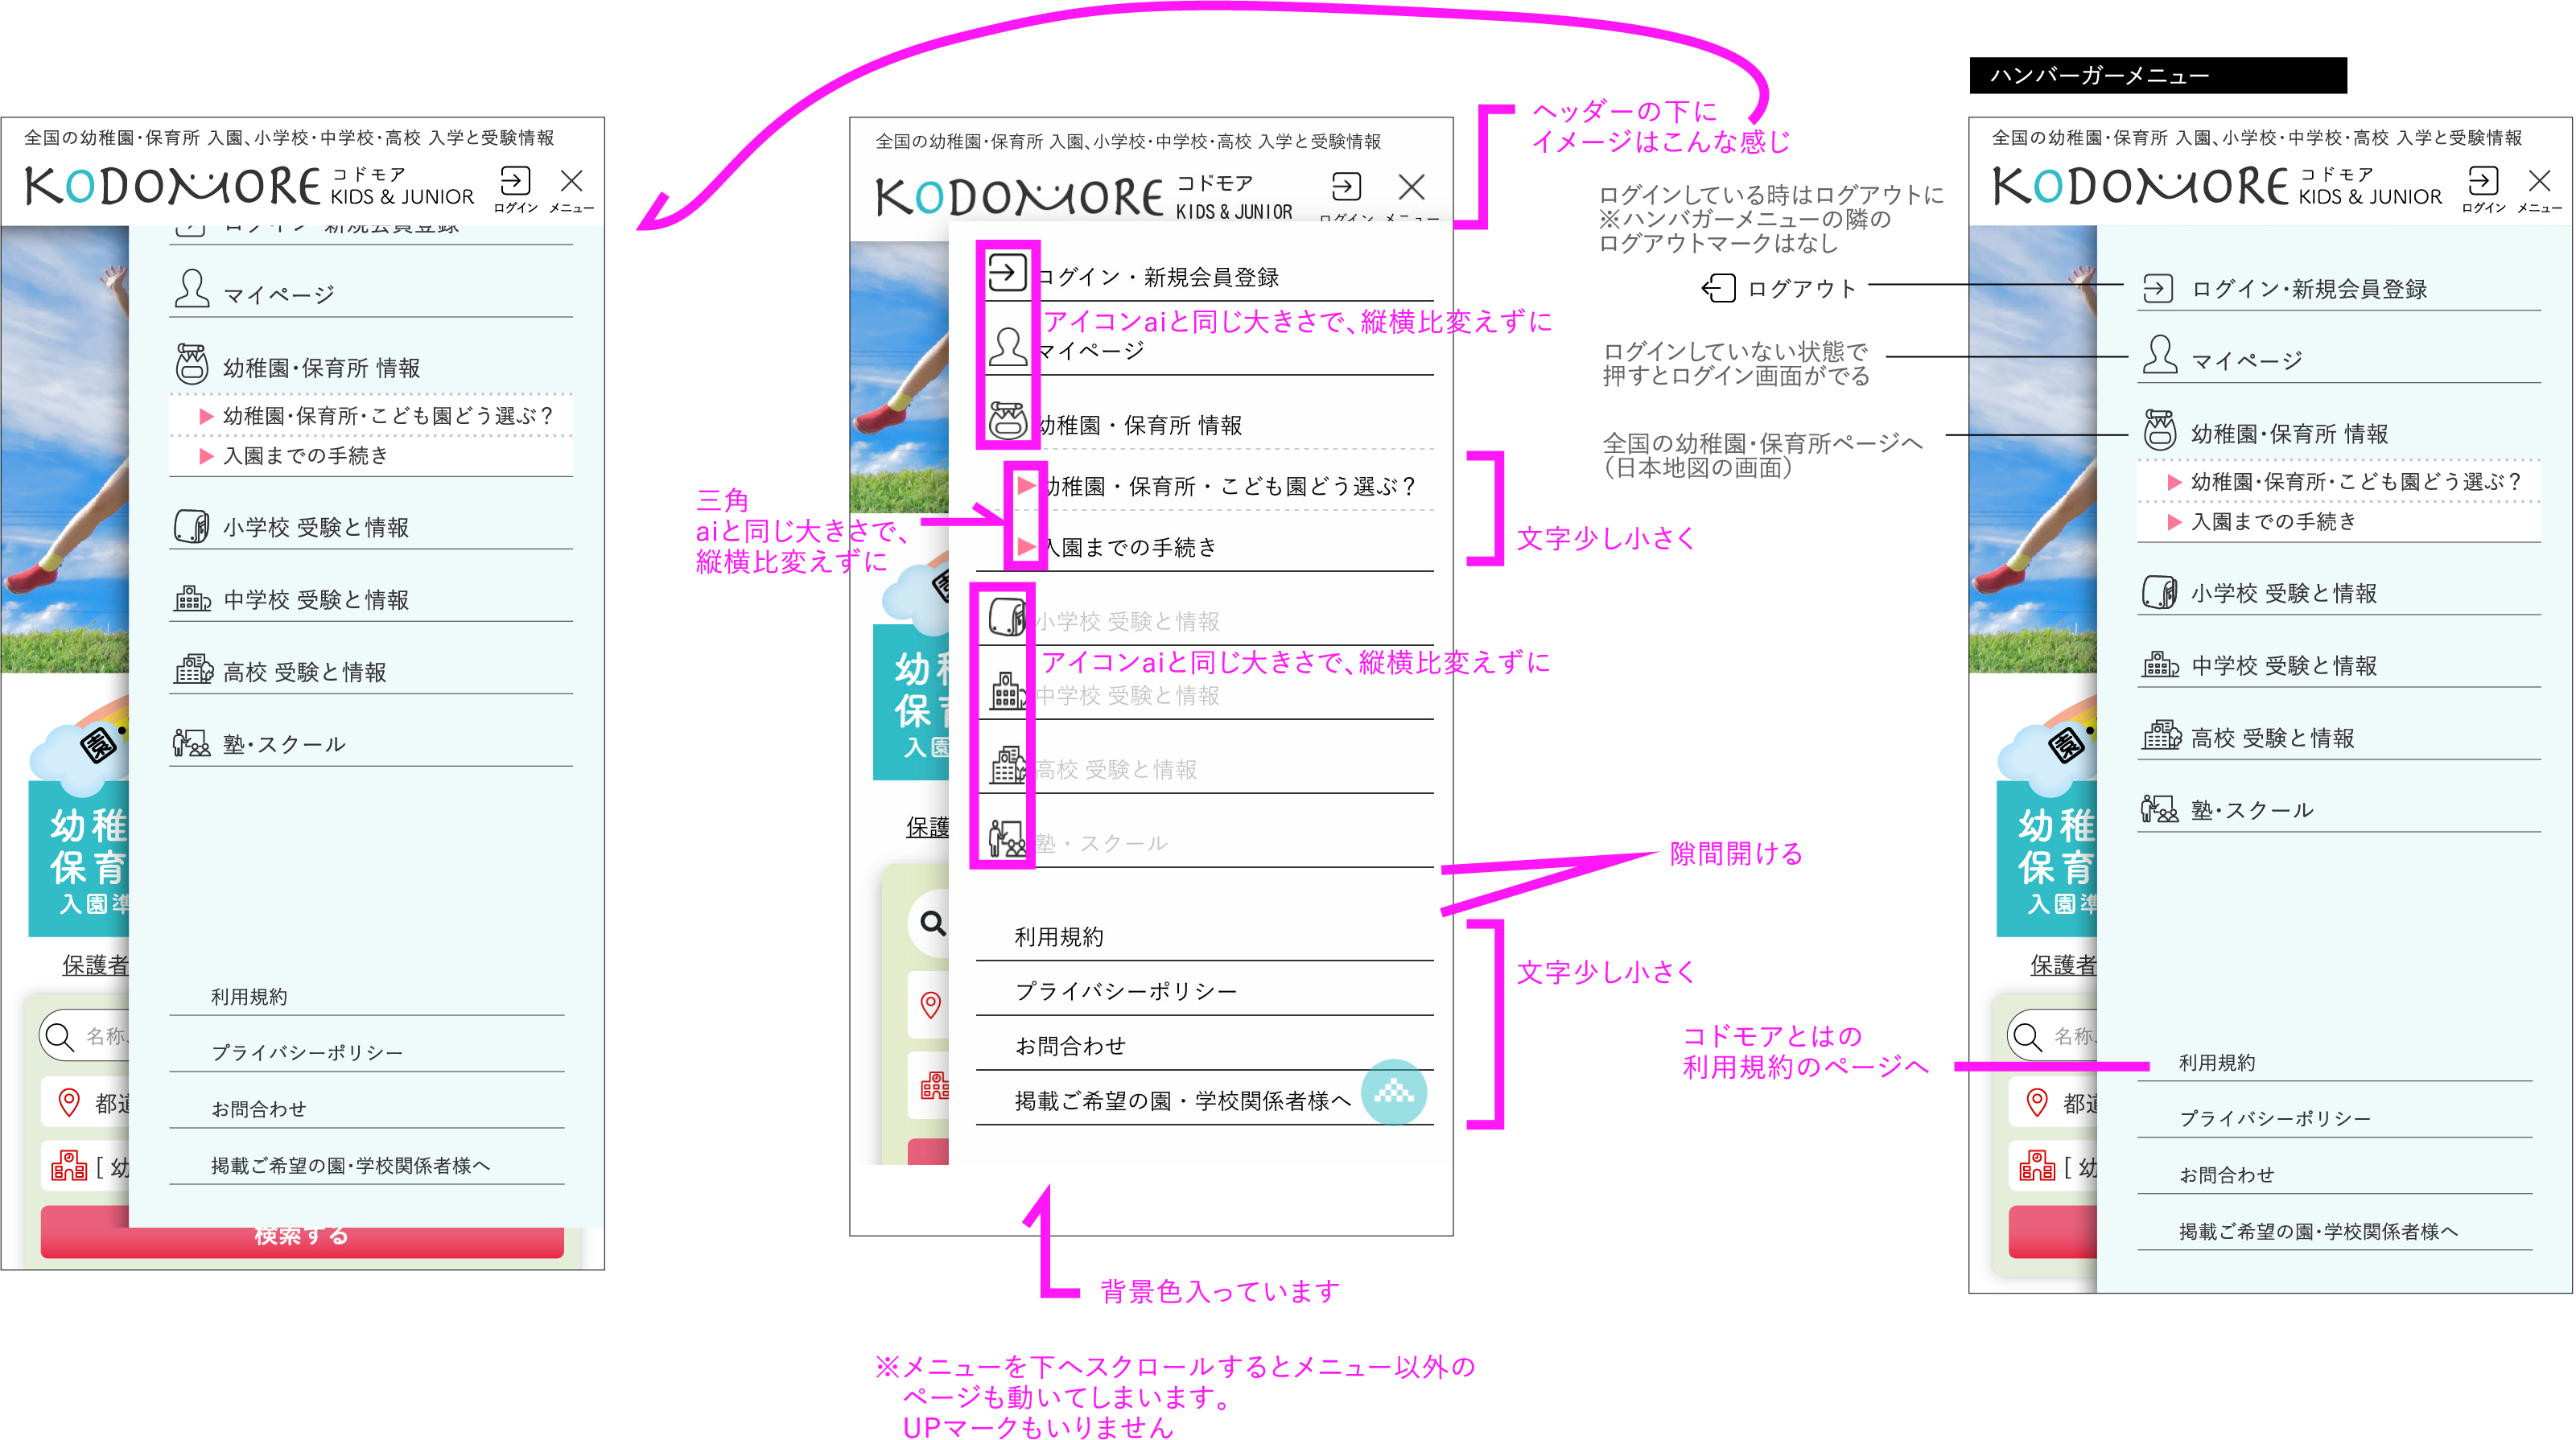 全国の幼稚園・保育所 入園、小学校・中学校・高校 入学と受験情報
KODOMORE
コドモア
KIDS & JUNIOR
ログイン
メニュー
ログイン・新規会員登録
マイページ
幼稚園・保育所 情報
▶ 幼稚園・保育所・こども園どう選ぶ？
▶ 入園までの手続き
小学校 受験と情報
中学校 受験と情報
高校 受験と情報
塾・スクール
園
幼稚
保育
入園準
保護者
名称、
都道
[ 幼
検索する
利用規約
プライバシーポリシー
お問合わせ
掲載ご希望の園・学校関係者様へ
全国の幼稚園・保育所 入園、小学校・中学校・高校 入学と受験情報
KODOMORE
コドモア
KIDS & JUNIOR
ログイン
メニュー
ログイン・新規会員登録
アイコンaiと同じ大きさで、縦横比変えずに
マイページ
幼稚園・保育所 情報
▶ 幼稚園・保育所・こども園どう選ぶ？
▶ 入園までの手続き
三角
aiと同じ大きさで、
縦横比変えずに
小学校 受験と情報
アイコンaiと同じ大きさで、縦横比変えずに
中学校 受験と情報
高校 受験と情報
塾・スクール
幼
保
入園
保護
利用規約
プライバシーポリシー
お問合わせ
掲載ご希望の園・学校関係者様へ
背景色入っています
※メニューを下へスクロールするとメニュー以外の
ページも動いてしまいます。
UPマークもいりません
ヘッダーの下に
イメージはこんな感じ
文字少し小さく
隙間開ける
文字少し小さく
ログインしている時はログアウトに
※ハンバガーメニューの隣の
ログアウトマークはなし
ログアウト
ログインしていない状態で
押すとログイン画面がでる
全国の幼稚園・保育所ページへ
（日本地図の画面）
コドモアとはの
利用規約のページへ
ハンバーガーメニュー
全国の幼稚園・保育所 入園、小学校・中学校・高校 入学と受験情報
KODOMORE
コドモア
KIDS & JUNIOR
ログイン
メニュー
ログイン・新規会員登録
マイページ
幼稚園・保育所 情報
▶ 幼稚園・保育所・こども園どう選ぶ？
▶ 入園までの手続き
小学校 受験と情報
中学校 受験と情報
高校 受験と情報
塾・スクール
園
幼稚
保育
入園準
保護者
名称、
都道
[ 幼
利用規約
プライバシーポリシー
お問合わせ
掲載ご希望の園・学校関係者様へ